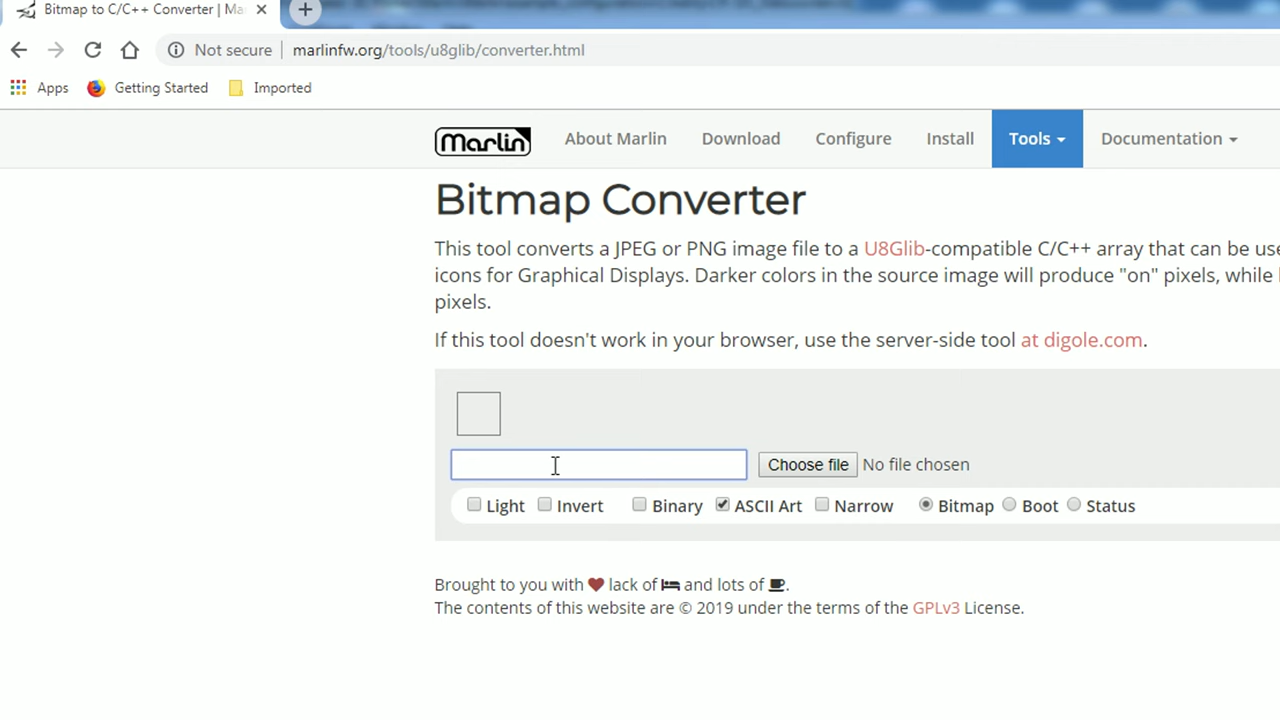 Bitmap to C/C++ Converter | Ma
Not secure | marlinfw.org/tools/u8glib/converter.html
Apps Getting Started Imported
Marlin About Marlin Download Configure Install Tools Documentation
Bitmap Converter
This tool converts a JPEG or PNG image file to a U8Glib-compatible C/C++ array that can be use
icons for Graphical Displays. Darker colors in the source image will produce "on" pixels, while
pixels.
If this tool doesn't work in your browser, use the server-side tool at digole.com.
Choose file No file chosen
Light Invert Binary ASCII Art Narrow Bitmap Boot Status
Brought to you with lack of and lots of .
The contents of this website are © 2019 under the terms of the GPLv3 License.